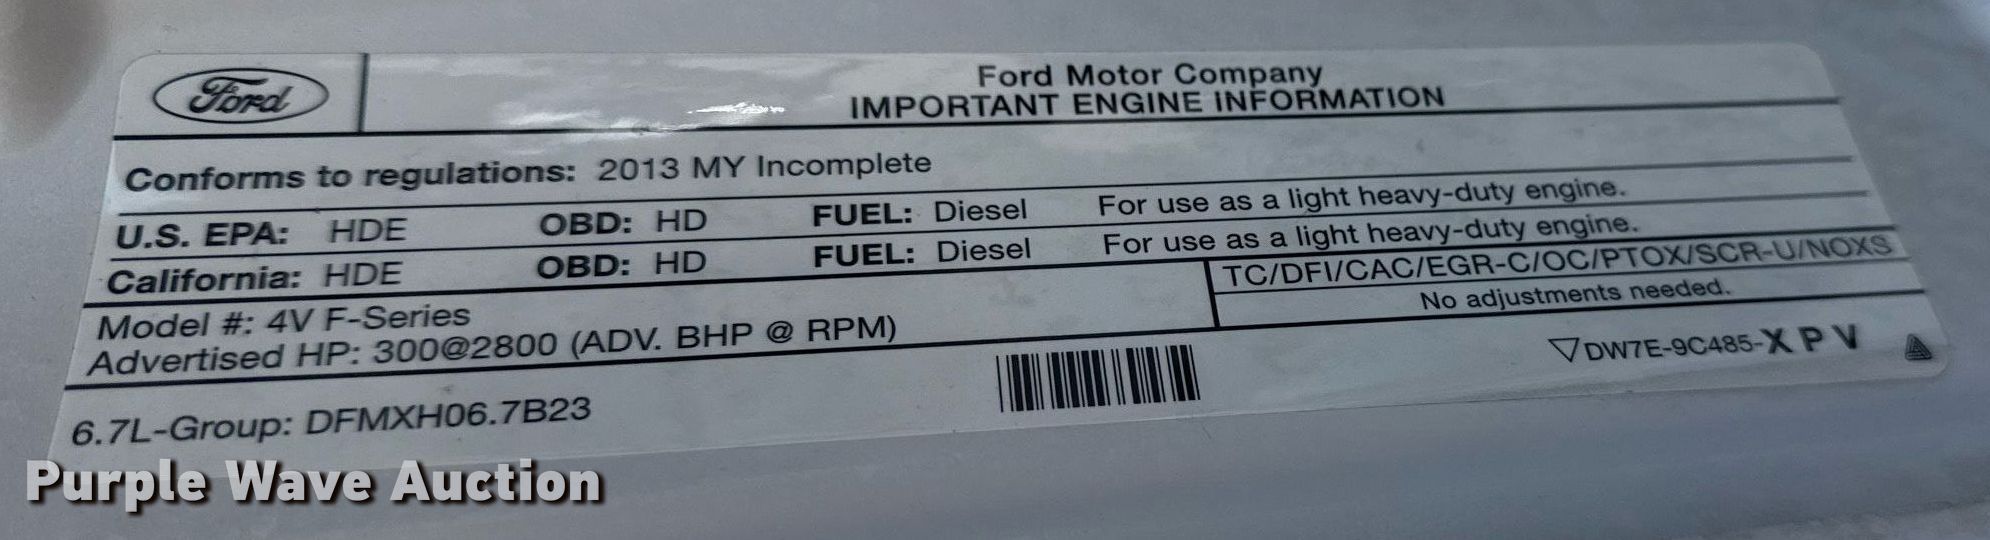 Ford
Ford Motor Company
IMPORTANT ENGINE INFORMATION
Conforms to regulations: 2013 MY Incomplete
U.S. EPA: HDE OBD: HD FUEL: Diesel For use as a light heavy-duty engine.
California: HDE OBD: HD FUEL: Diesel For use as a light heavy-duty engine.
Model #: 4V F-Series
TC/DFI/CAC/EGR-C/OC/PTOX/SCR-U/NOXS
Advertised HP: 300@2800 (ADV. BHP @ RPM)
No adjustments needed.
6.7L-Group: DFMXH06.7B23
▽DW7E-9C485-X P V
Purple Wave Auction